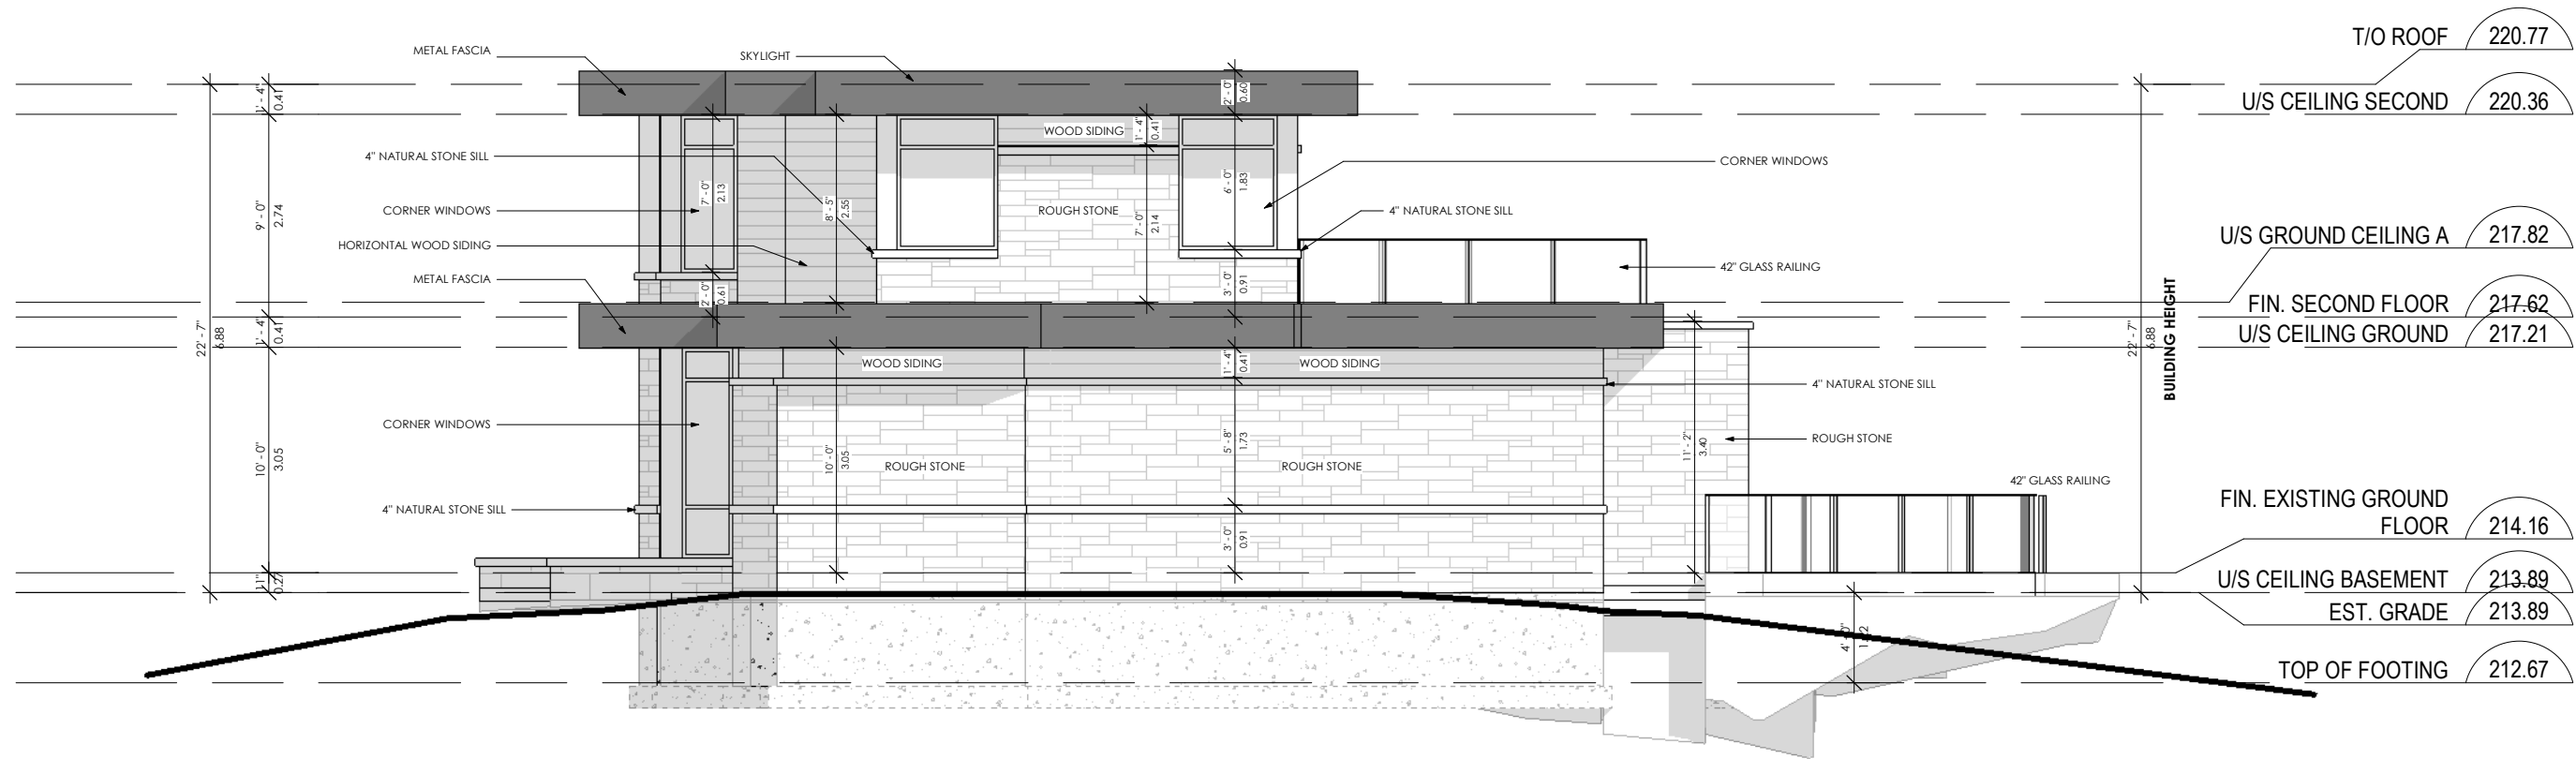 METAL FASCIA
SKYLIGHT
T/O ROOF 220.77
1' - 4"
0.41
2' - 0"
0.60
U/S CEILING SECOND 220.36
WOOD SIDING
1' - 4"
0.41
4" NATURAL STONE SILL
CORNER WINDOWS
7' - 0"
2.13
6' - 0"
1.83
9' - 0"
2.74
CORNER WINDOWS
8' - 5"
2.55
ROUGH STONE
7' - 0"
2.14
4" NATURAL STONE SILL
U/S GROUND CEILING A 217.82
HORIZONTAL WOOD SIDING
METAL FASCIA
42" GLASS RAILING
2' - 0"
0.61
3' - 0"
0.91
FIN. SECOND FLOOR 217.62
22' - 7"
6.88
1' - 4"
0.41
U/S CEILING GROUND 217.21
22' - 7"
6.88
BUILDING HEIGHT
WOOD SIDING
1' - 4"
0.41
WOOD SIDING
4" NATURAL STONE SILL
CORNER WINDOWS
10' - 0"
3.05
10' - 0"
3.05
ROUGH STONE
5' - 8"
1.73
ROUGH STONE
11' - 2"
3.40
ROUGH STONE
42" GLASS RAILING
4" NATURAL STONE SILL
3' - 0"
0.91
FIN. EXISTING GROUND
FLOOR 214.16
11"
0.27
U/S CEILING BASEMENT 213.89
EST. GRADE 213.89
4' - 0"
TOP OF FOOTING 212.67